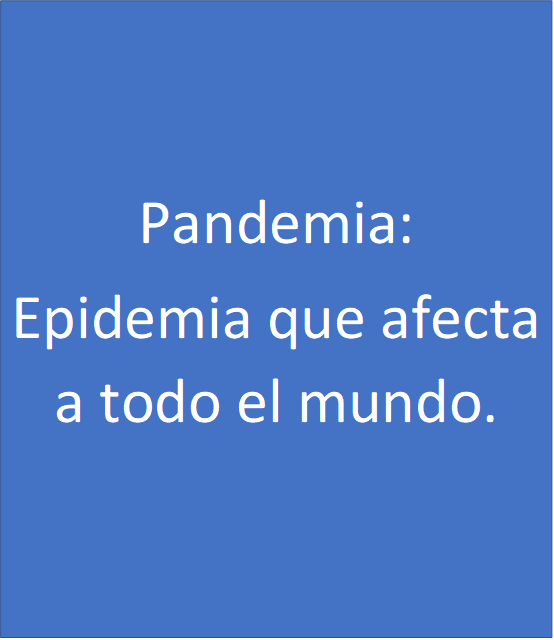 Pandemia:
Epidemia que afecta
a todo el mundo.